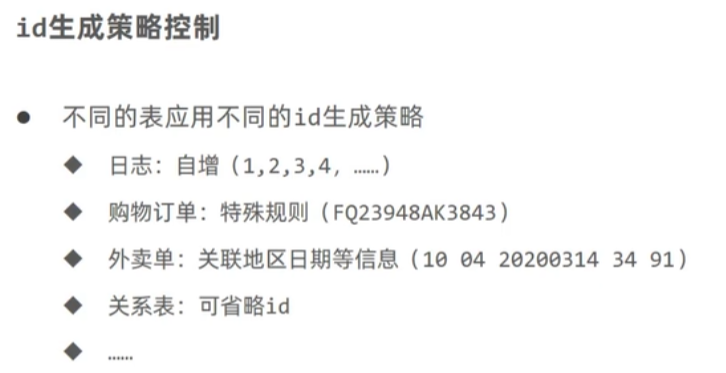 id生成策略控制
● 不同的表应用不同的id生成策略
◆ 日志：自增（1,2,3,4，……）
◆ 购物订单：特殊规则（FQ23948AK3843）
◆ 外卖单：关联地区日期等信息（10 04 20200314 34 91）
◆ 关系表：可省略id
◆ ……